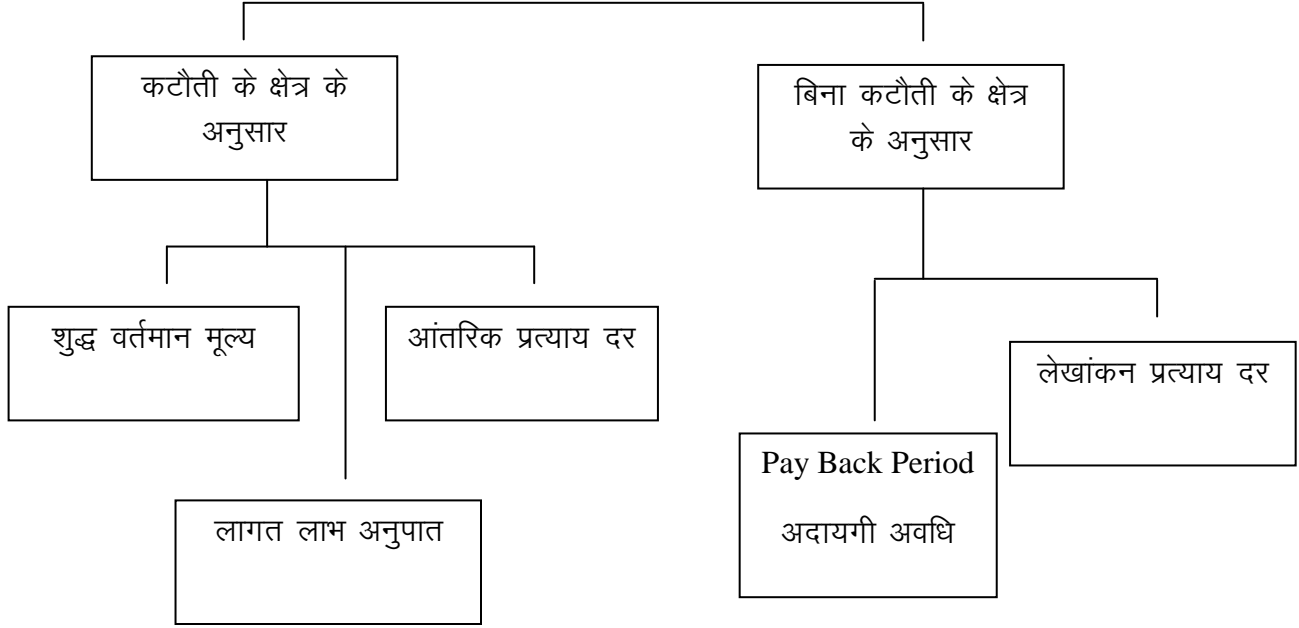 कटौती के क्षेत्र के
अनुसार
बिना कटौती के क्षेत्र
के अनुसार
शुद्ध वर्तमान मूल्य
आंतरिक प्रत्याय दर
लेखांकन प्रत्याय दर
लागत लाभ अनुपात
Pay Back Period
अदायगी अवधि